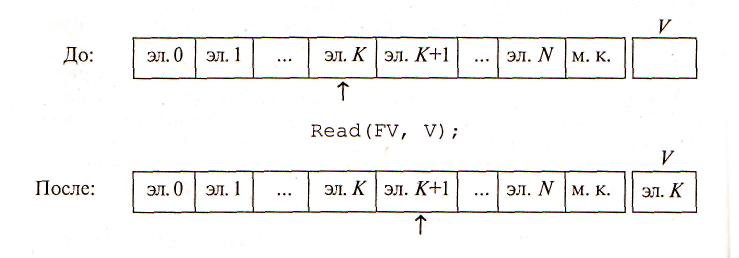 V
До: эл. 0 эл. 1 ... эл. K эл. K+1 ... эл. N м. к.
↑
Read(FV, V);
V
После: эл. 0 эл. 1 ... эл. K эл. K+1 ... эл. N м. к. эл. K
↑